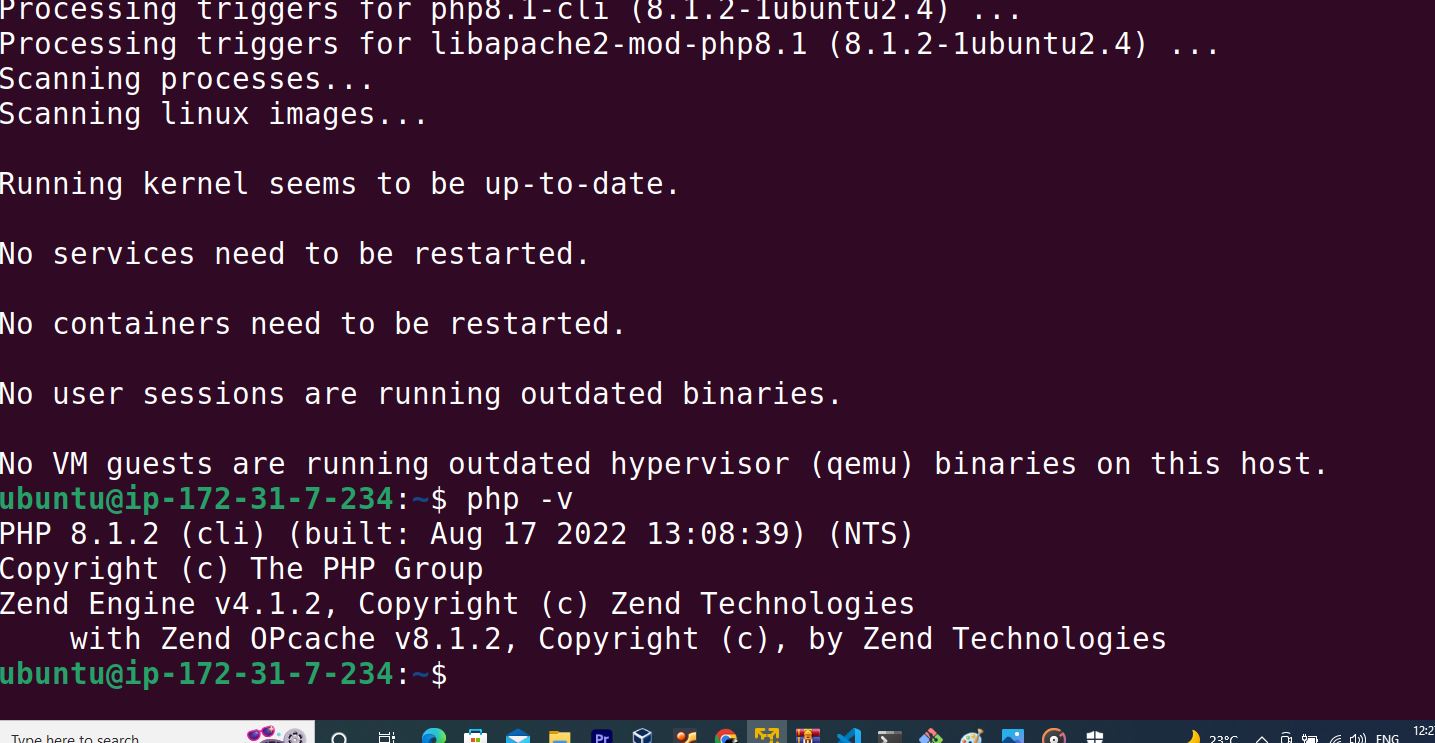 Processing triggers for php8.1-cli (8.1.2-1ubuntu2.4) ...
Processing triggers for libapache2-mod-php8.1 (8.1.2-1ubuntu2.4) ...
Scanning processes...
Scanning linux images...
Running kernel seems to be up-to-date.
No services need to be restarted.
No containers need to be restarted.
No user sessions are running outdated binaries.
No VM guests are running outdated hypervisor (qemu) binaries on this host.
ubuntu@ip-172-31-7-234:~$ php -v
PHP 8.1.2 (cli) (built: Aug 17 2022 13:08:39) (NTS)
Copyright (c) The PHP Group
Zend Engine v4.1.2, Copyright (c) Zend Technologies
    with Zend OPcache v8.1.2, Copyright (c), by Zend Technologies
ubuntu@ip-172-31-7-234:~$
Type here to search
Pr
23°C
ENG